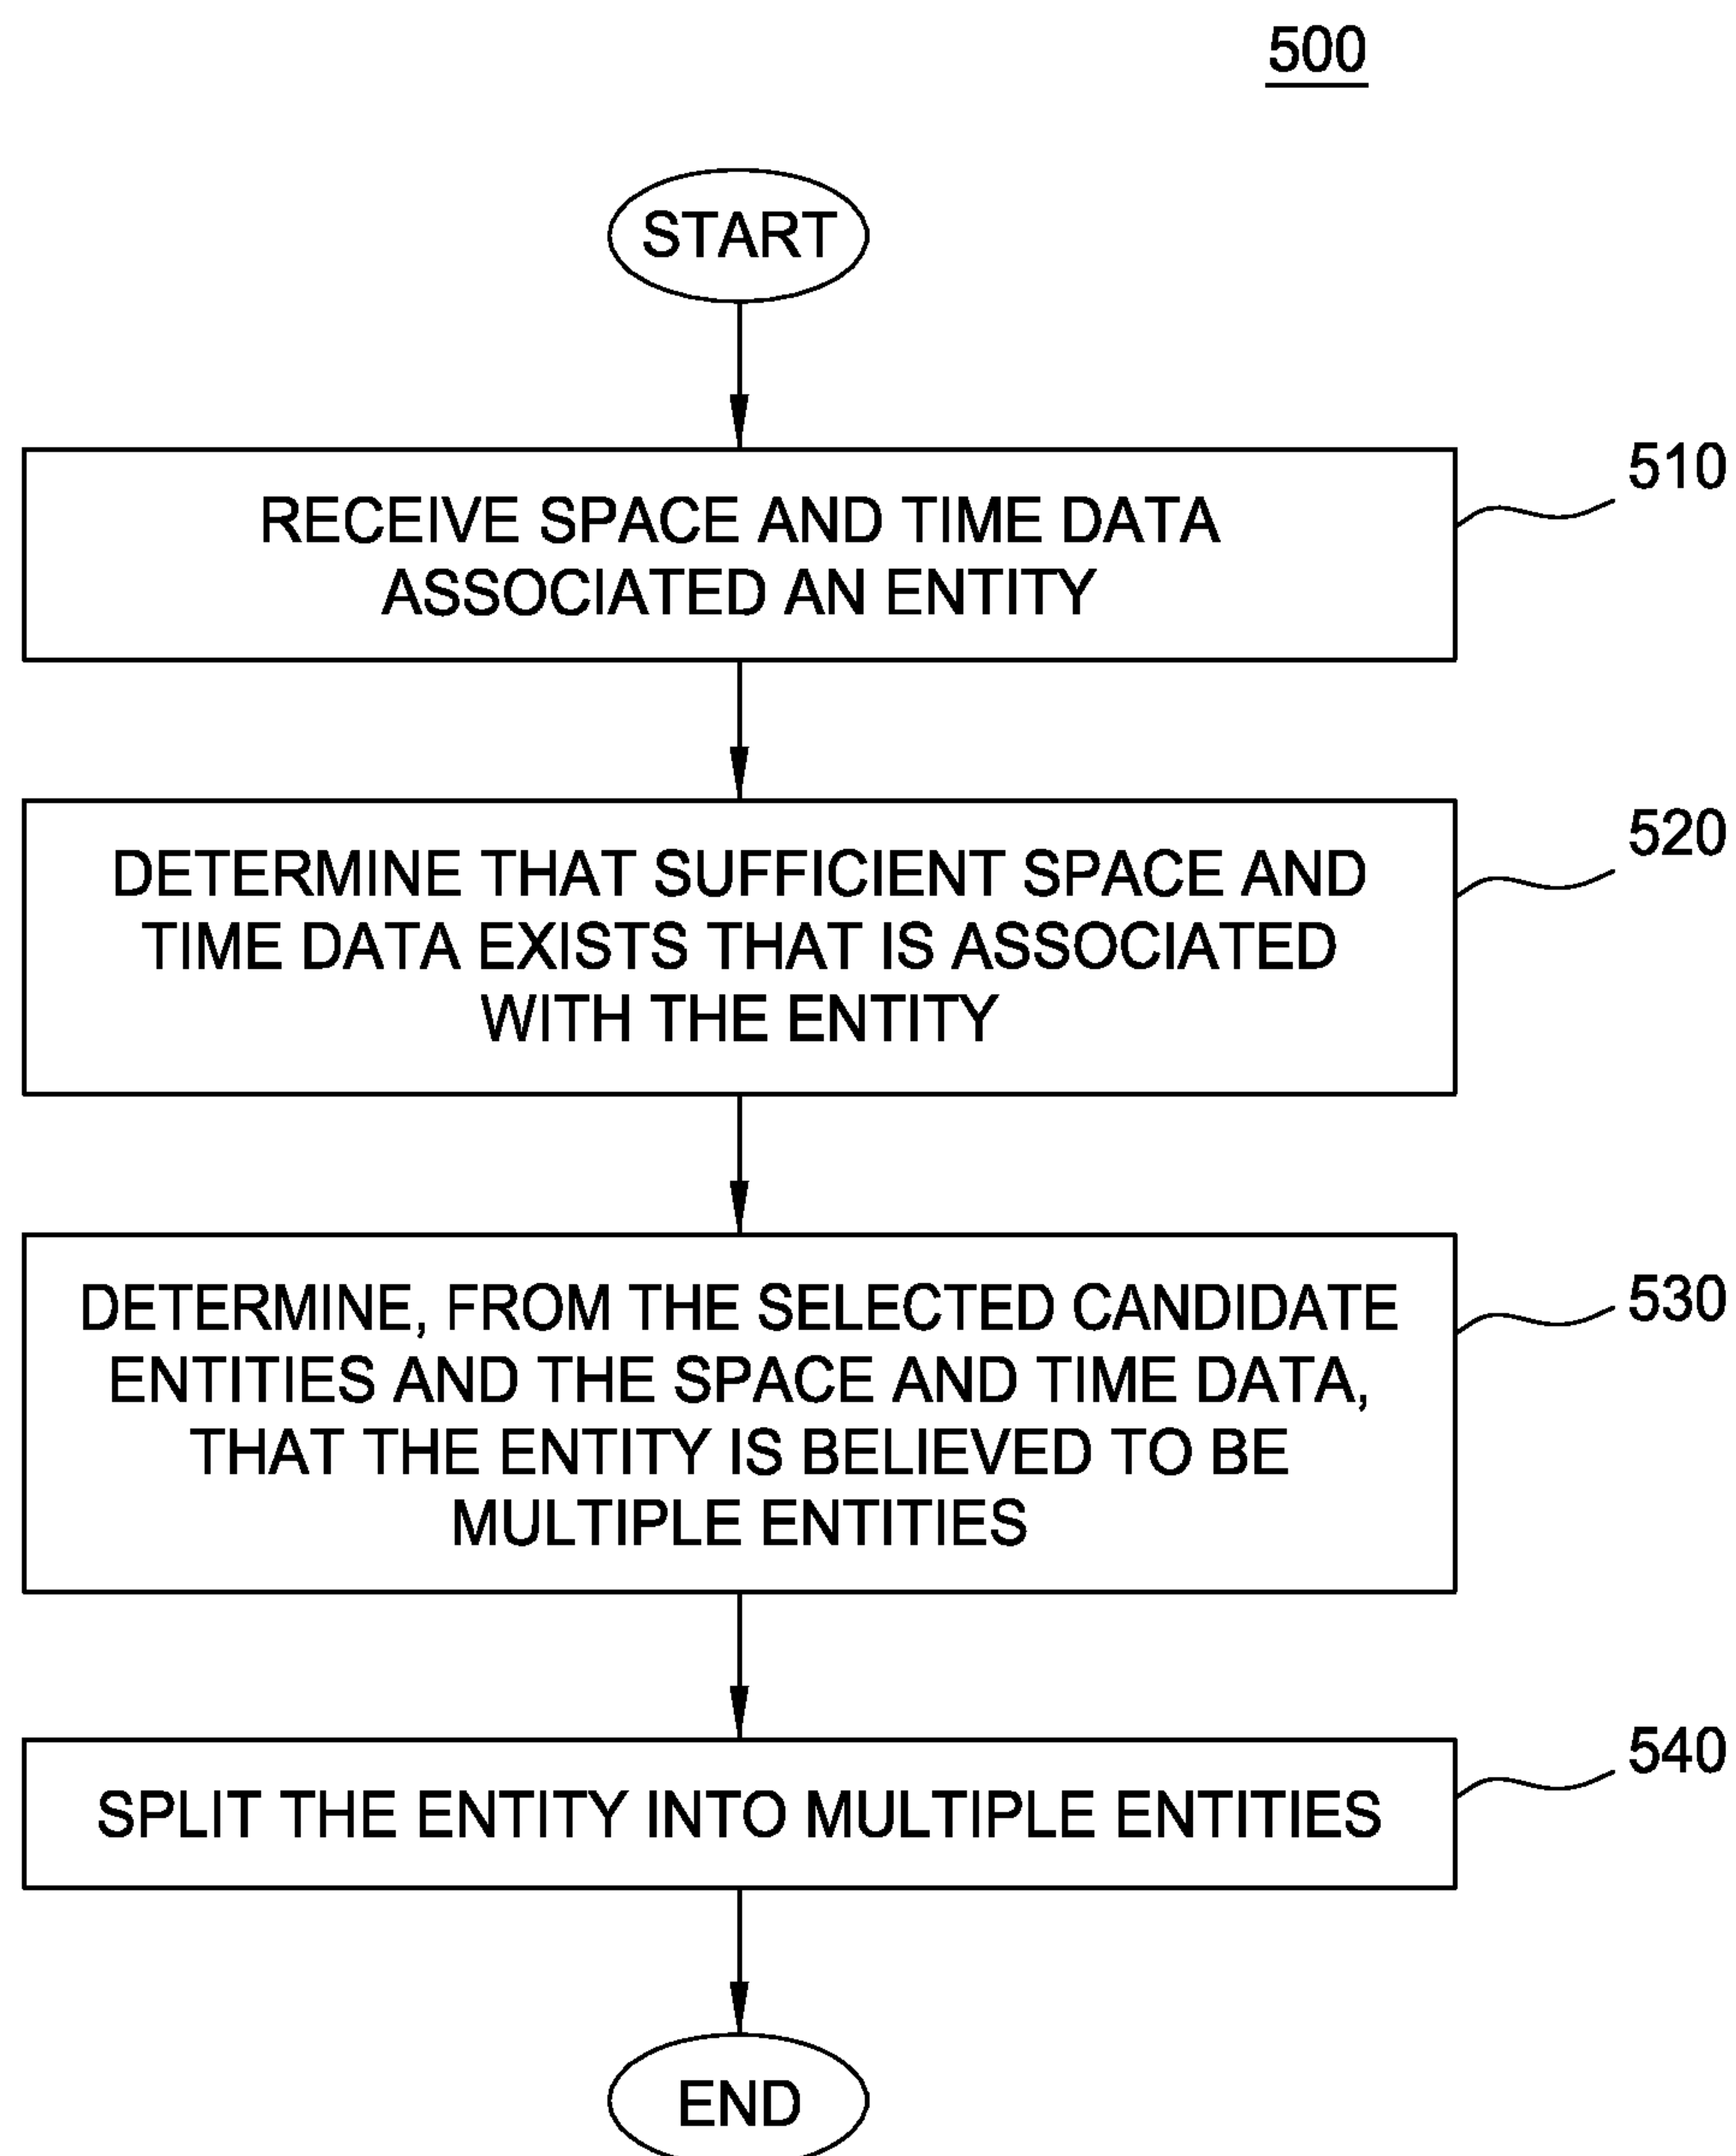 500
START
RECEIVE SPACE AND TIME DATA
ASSOCIATED AN ENTITY
510
DETERMINE THAT SUFFICIENT SPACE AND
TIME DATA EXISTS THAT IS ASSOCIATED
WITH THE ENTITY
520
DETERMINE, FROM THE SELECTED CANDIDATE
ENTITIES AND THE SPACE AND TIME DATA,
THAT THE ENTITY IS BELIEVED TO BE
MULTIPLE ENTITIES
530
SPLIT THE ENTITY INTO MULTIPLE ENTITIES
540
END